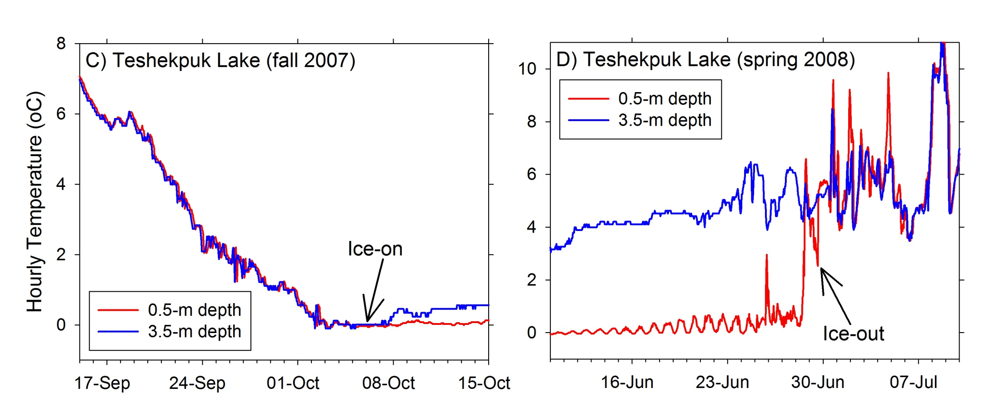 C) Teshekpuk Lake (fall 2007)
Hourly Temperature (oC)
8
6
4
2
0
Ice-on
0.5-m depth
3.5-m depth
17-Sep
24-Sep
01-Oct
08-Oct
15-Oct
D) Teshekpuk Lake (spring 2008)
0.5-m depth
3.5-m depth
10
8
6
4
2
0
Ice-out
16-Jun
23-Jun
30-Jun
07-Jul